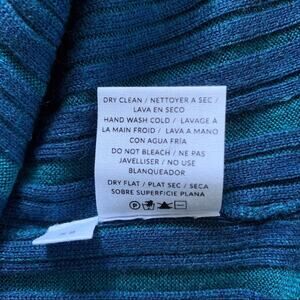 DRY CLEAN / NETTOYER A SEC /
LAVA EN SECO
HAND WASH COLD / LAVAGE À
LA MAIN FROID / LAVA A MANO
CON AGUA FRÍA
DO NOT BLEACH / NE PAS
JAVELLISER / NO USE
BLANQUEADOR
DRY FLAT / PLAT SEC / SECA
SOBRE SUPERFICIE PLANA